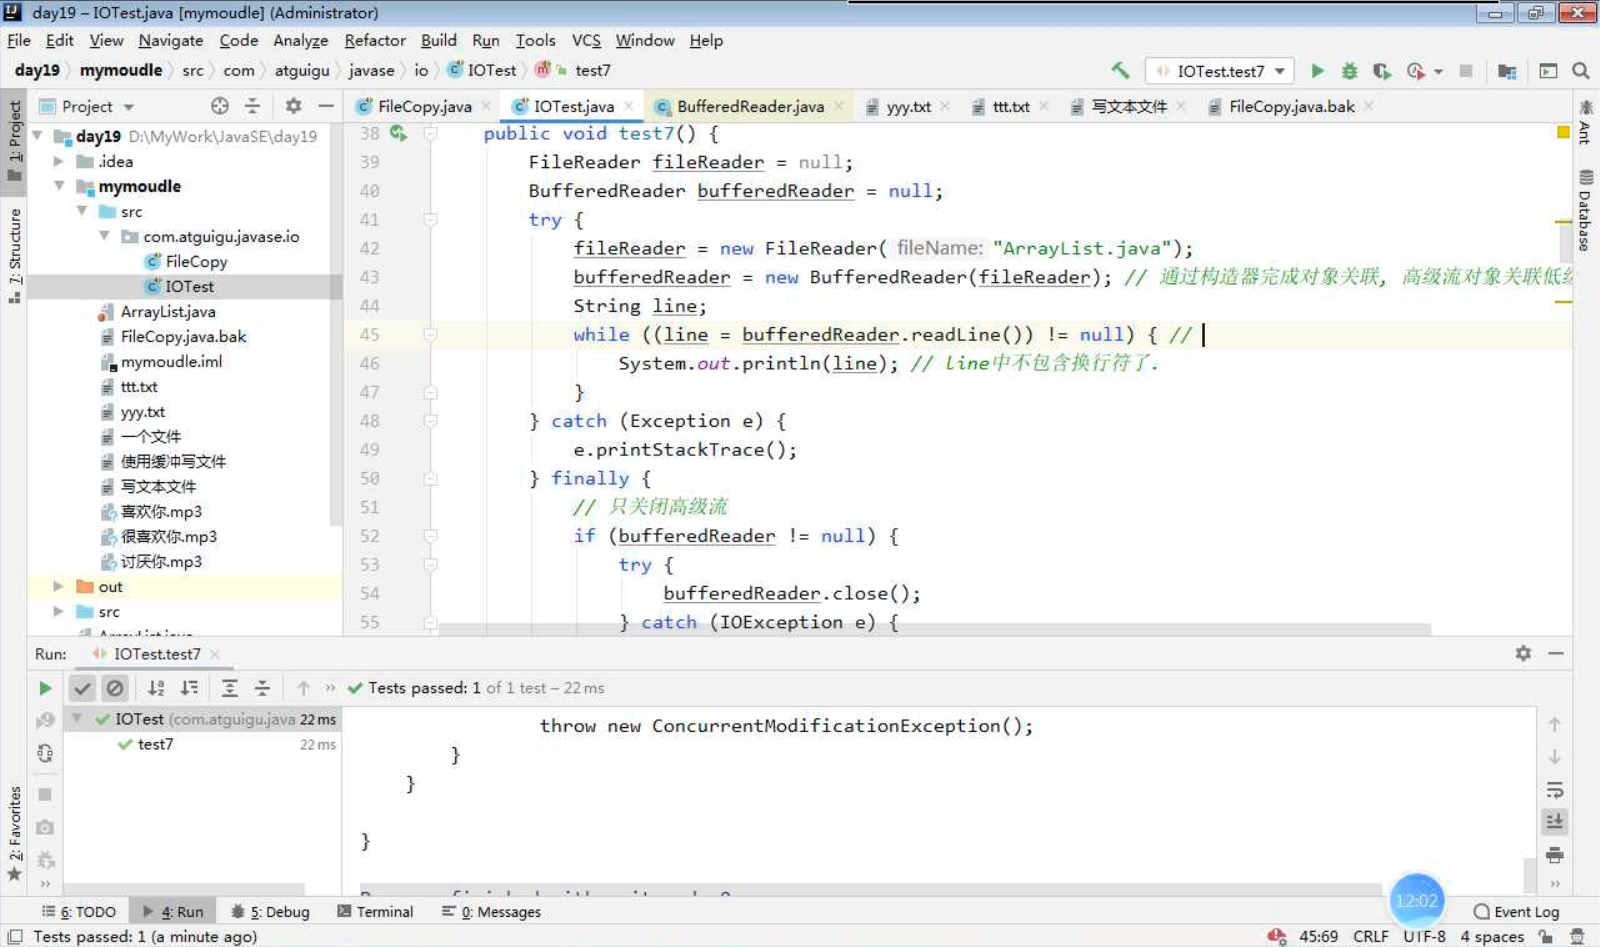 day19 – IOTest.java [mymoudle] (Administrator)
File Edit View Navigate Code Analyze Refactor Build Run Tools VCS Window Help
day19 mymoudle src com atguigu javase io IOTest test7 IOTest.test7
1: Project
7: Structure
2: Favorites
Project
day19 D:\MyWork\JavaSE\day19
.idea
mymoudle
src
com.atguigu.javase.io
FileCopy
IOTest
ArrayList.java
FileCopy.java.bak
mymoudle.iml
ttt.txt
yyy.txt
一个文件
使用缓冲写文件
写文本文件
喜欢你.mp3
很喜欢你.mp3
讨厌你.mp3
out
src
ArrayList.java
FileCopy.java IOTest.java BufferedReader.java yyy.txt ttt.txt 写文本文件 FileCopy.java.bak
38 public void test7() {
39 FileReader fileReader = null;
40 BufferedReader bufferedReader = null;
41 try {
42 fileReader = new FileReader( fileName: "ArrayList.java");
43 bufferedReader = new BufferedReader(fileReader); // 通过构造器完成对象关联, 高级流对象关联低级
44 String line;
45 while ((line = bufferedReader.readLine()) != null) { //
46 System.out.println(line); // line中不包含换行符了.
47 }
48 } catch (Exception e) {
49 e.printStackTrace();
50 } finally {
51 // 只关闭高级流
52 if (bufferedReader != null) {
53 try {
54 bufferedReader.close();
55 } catch (IOException e) {
Ant
Database
Run: IOTest.test7
Tests passed: 1 of 1 test – 22 ms
IOTest (com.atguigu.java 22 ms
test7 22 ms
throw new ConcurrentModificationException();
}
}
}
12:02
6: TODO 4: Run 5: Debug Terminal 0: Messages Event Log
Tests passed: 1 (a minute ago) 45:69 CRLF UTF-8 4 spaces